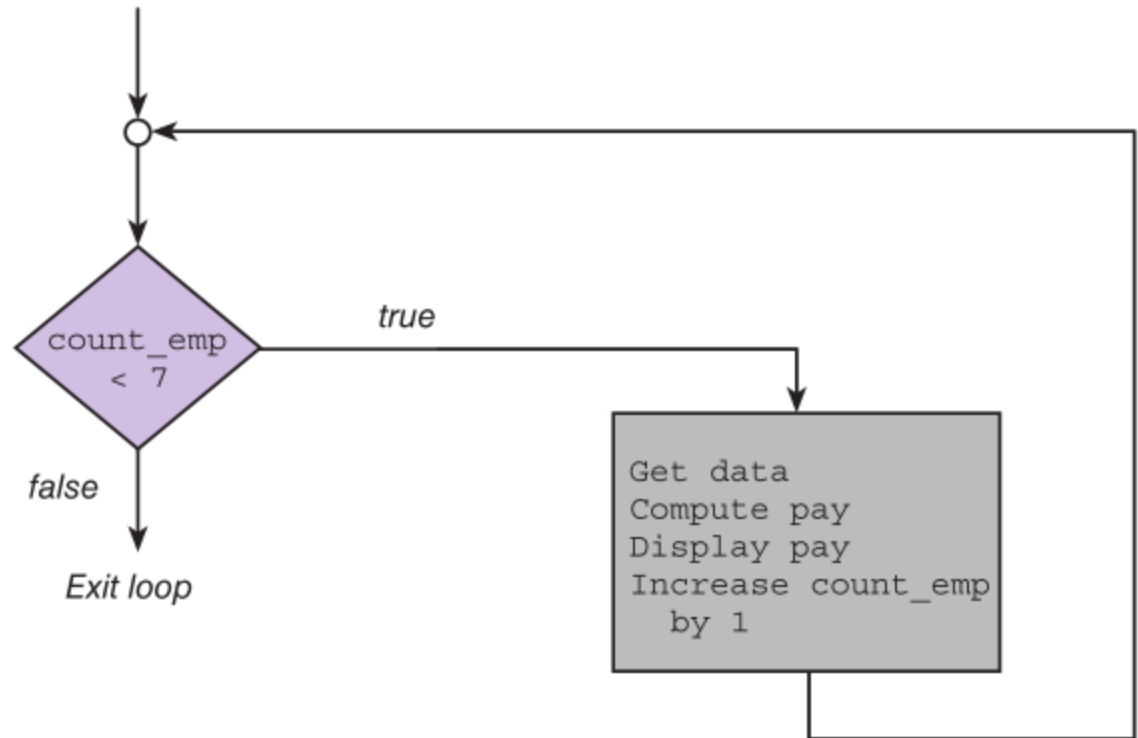 true
count_emp
< 7
false
Exit loop
Get data
Compute pay
Display pay
Increase count_emp
by 1